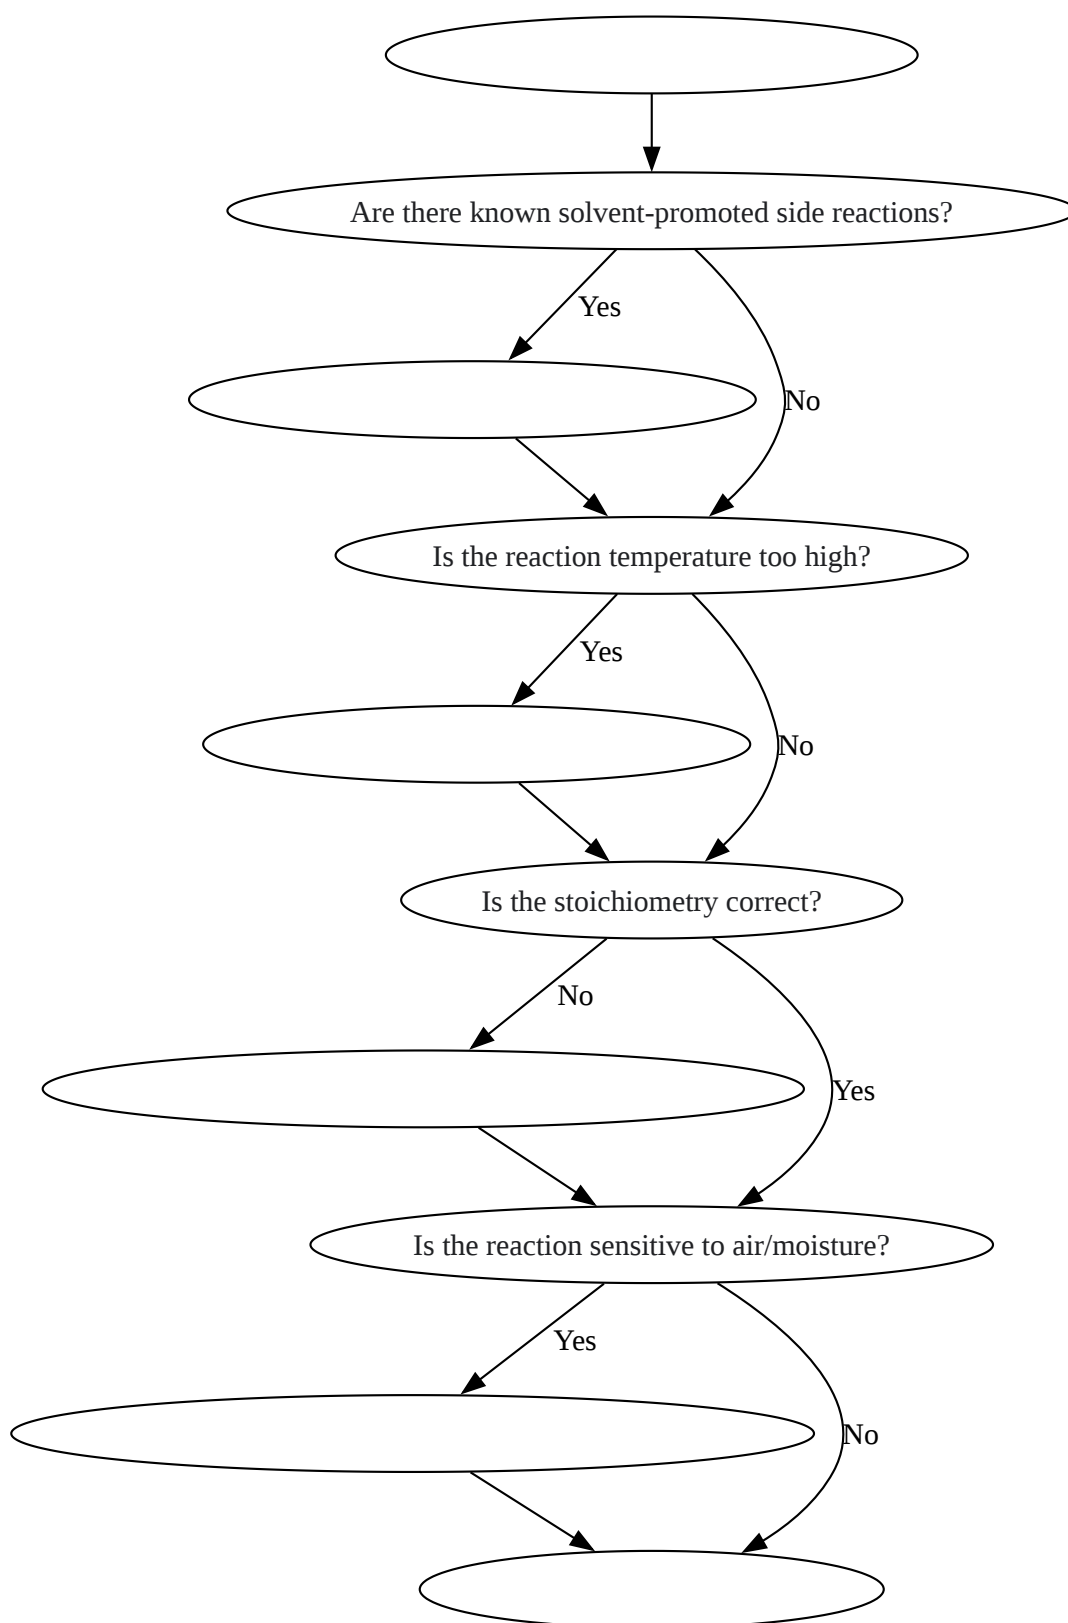 Are there known solvent-promoted side reactions?
Yes
No
Is the reaction temperature too high?
Yes
No
Is the stoichiometry correct?
No
Yes
Is the reaction sensitive to air/moisture?
Yes
No